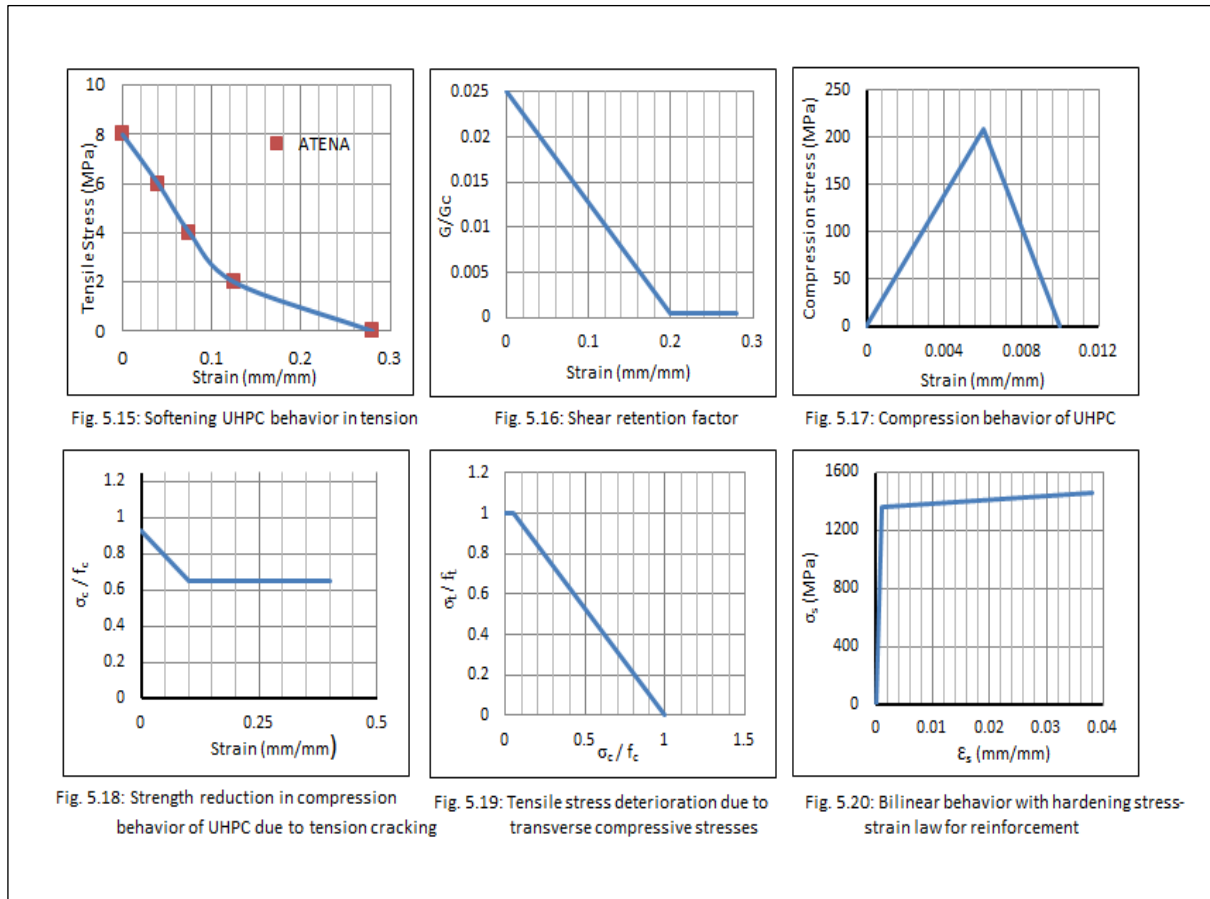 10
8
6
4
2
0
Tensile Stress (MPa)
ATENA
0
0.1
0.2
0.3
Strain (mm/mm)
Fig. 5.15: Softening UHPC behavior in tension
0.025
0.02
0.015
0.01
0.005
0
G/Gc
0
0.1
0.2
0.3
Strain (mm/mm)
Fig. 5.16: Shear retention factor
250
200
150
100
50
0
Compression stress (MPa)
0
0.004
0.008
0.012
Strain (mm/mm)
Fig. 5.17: Compression behavior of UHPC
1.2
1
0.8
0.6
0.4
0.2
0
σc / fc
0
0.25
0.5
Strain (mm/mm)
Fig. 5.18: Strength reduction in compression
behavior of UHPC due to tension cracking
1.2
1
0.8
0.6
0.4
0.2
0
σt / ft
0
0.5
1
1.5
σc / fc
Fig. 5.19: Tensile stress deterioration due to
transverse compressive stresses
1600
1200
800
400
0
σs (MPa)
0
0.01
0.02
0.03
0.04
Ɛs (mm/mm)
Fig. 5.20: Bilinear behavior with hardening stress-
strain law for reinforcement